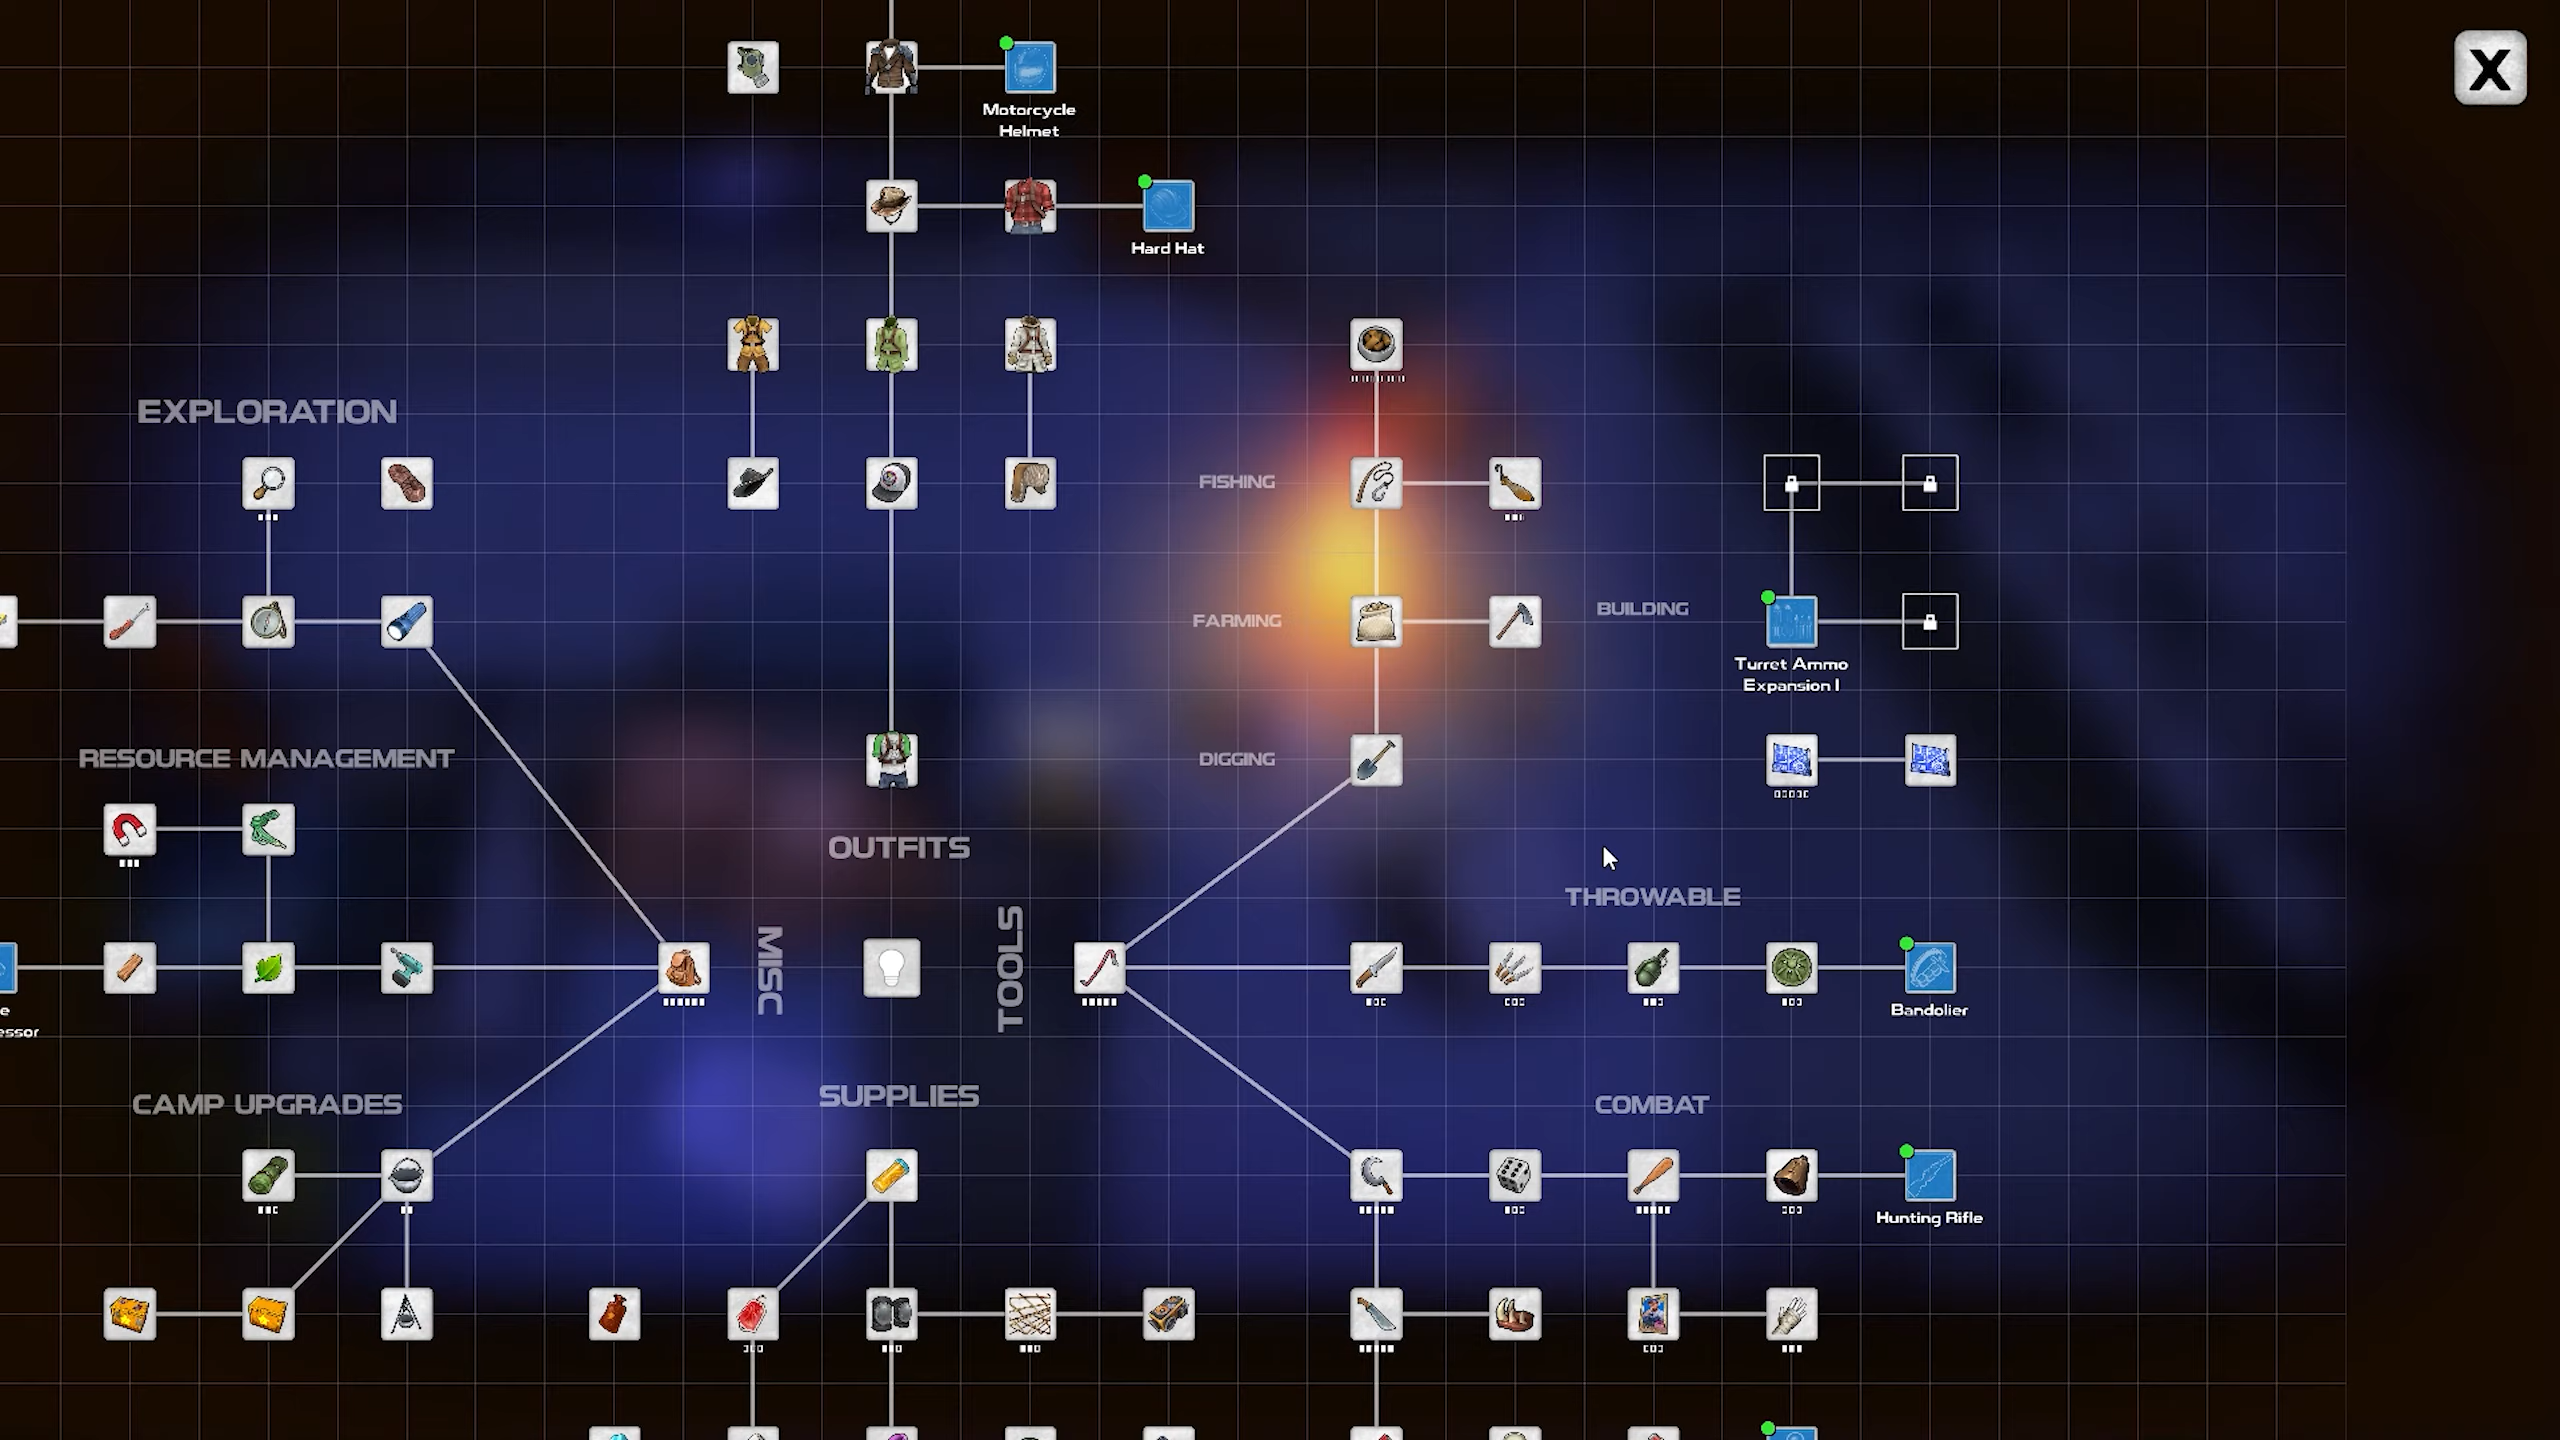 X
Motorcycle
Helmet
Hard Hat
EXPLORATION
FISHING
FARMING
BUILDING
Turret Ammo
Expansion I
RESOURCE MANAGEMENT
DIGGING
OUTFITS
THROWABLE
MISC
TOOLS
Bandolier
e
essor
CAMP UPGRADES
SUPPLIES
COMBAT
Hunting Rifle